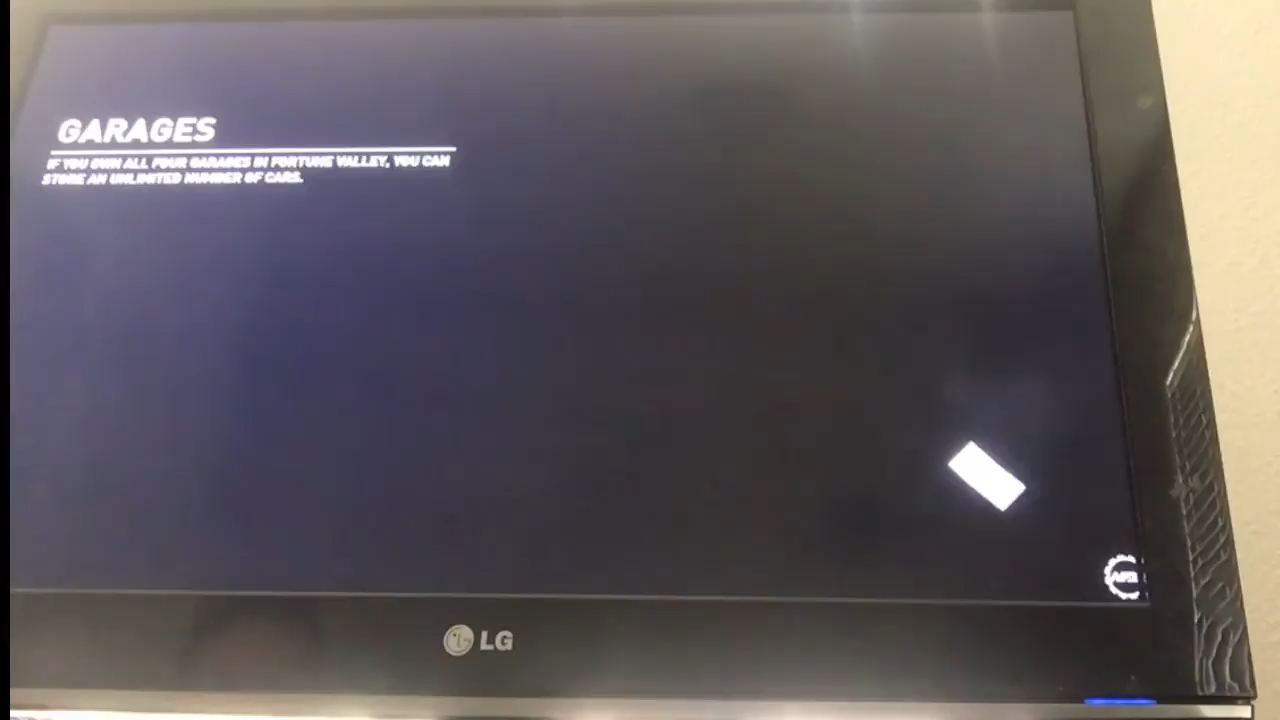 GARAGES
IF YOU OWN ALL FOUR GARAGES IN FORTUNE VALLEY, YOU CAN
STORE AN UNLIMITED NUMBER OF CARS.
LG